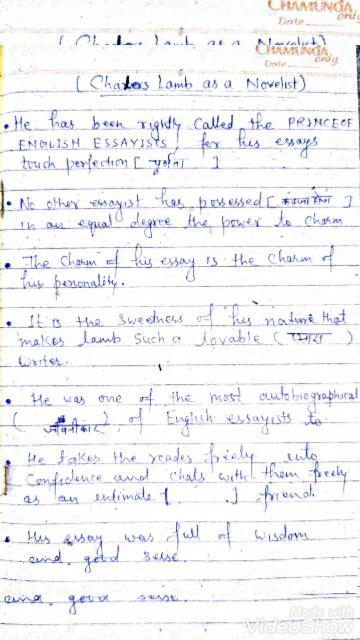 CHAMUNDA
Date only
( Charles Lamb as a Novelist)
CHAMUNDA
Date only
( Charles Lamb as a Novelist)
• He has been rightly called the PRINCE OF
ENGLISH ESSAYISTS, for his essays
touch perfection [ पूर्णता ]
• No other essayist has possessed [ ]
in an equal degree the power to charm
• The Charm of his essay is the charm of
his personality.
• It is the sweetness of his nature that
makes lamb such a lovable ( प्यारा )
writer.
• He was one of the most autobiographical
( जीवनीकार ) of English essayists to
• He takes the reades freely into
Confidence and chats with them freely
as an entimate [ ] friend.
• His essay was full of wisdom
and good sense.
and good sense.
Made with
VideoShow